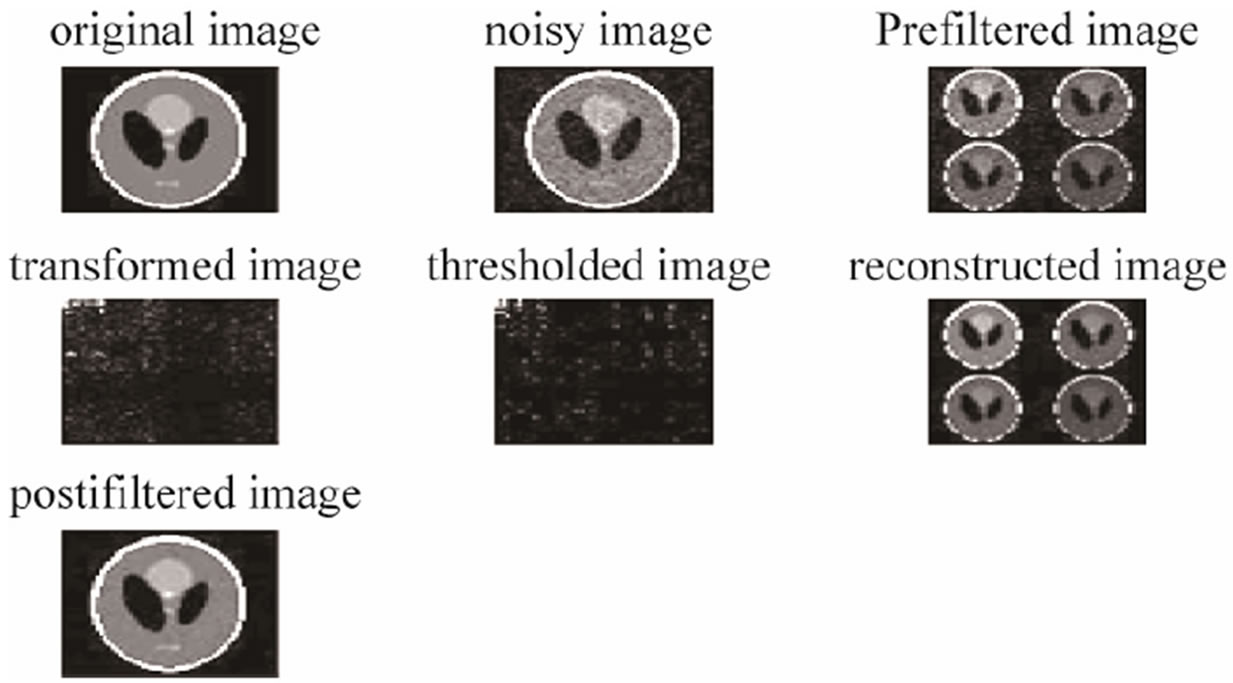 original image
noisy image
Prefiltered image
transformed image
thresholded image
reconstructed image
postifiltered image